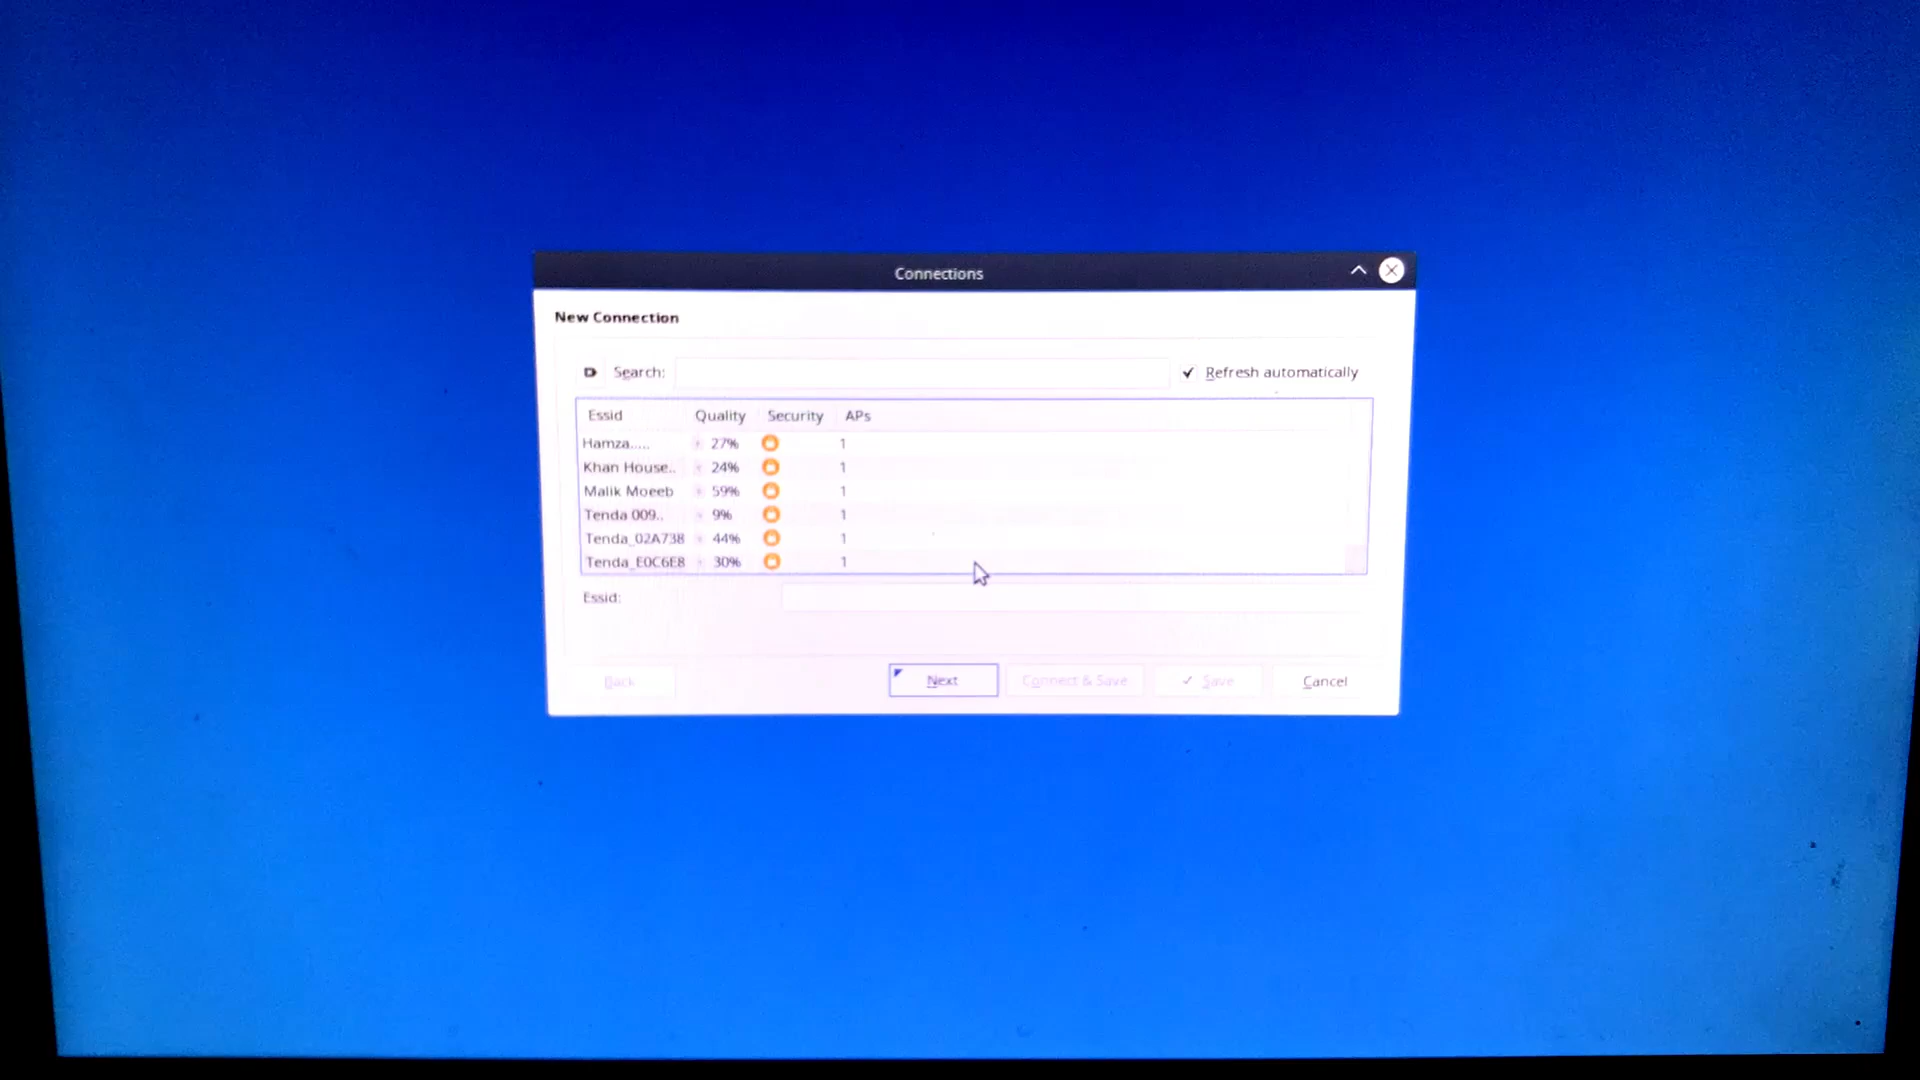 Connections
New Connection
Search:
Refresh automatically
Essid Quality Security APs
Hamza..... 27% 1
Khan House.. 24% 1
Malik Moeeb 59% 1
Tenda 009.. 9% 1
Tenda_02A738 44% 1
Tenda_E0C6E8 30% 1
Essid:
Back Next Connect & Save Save Cancel